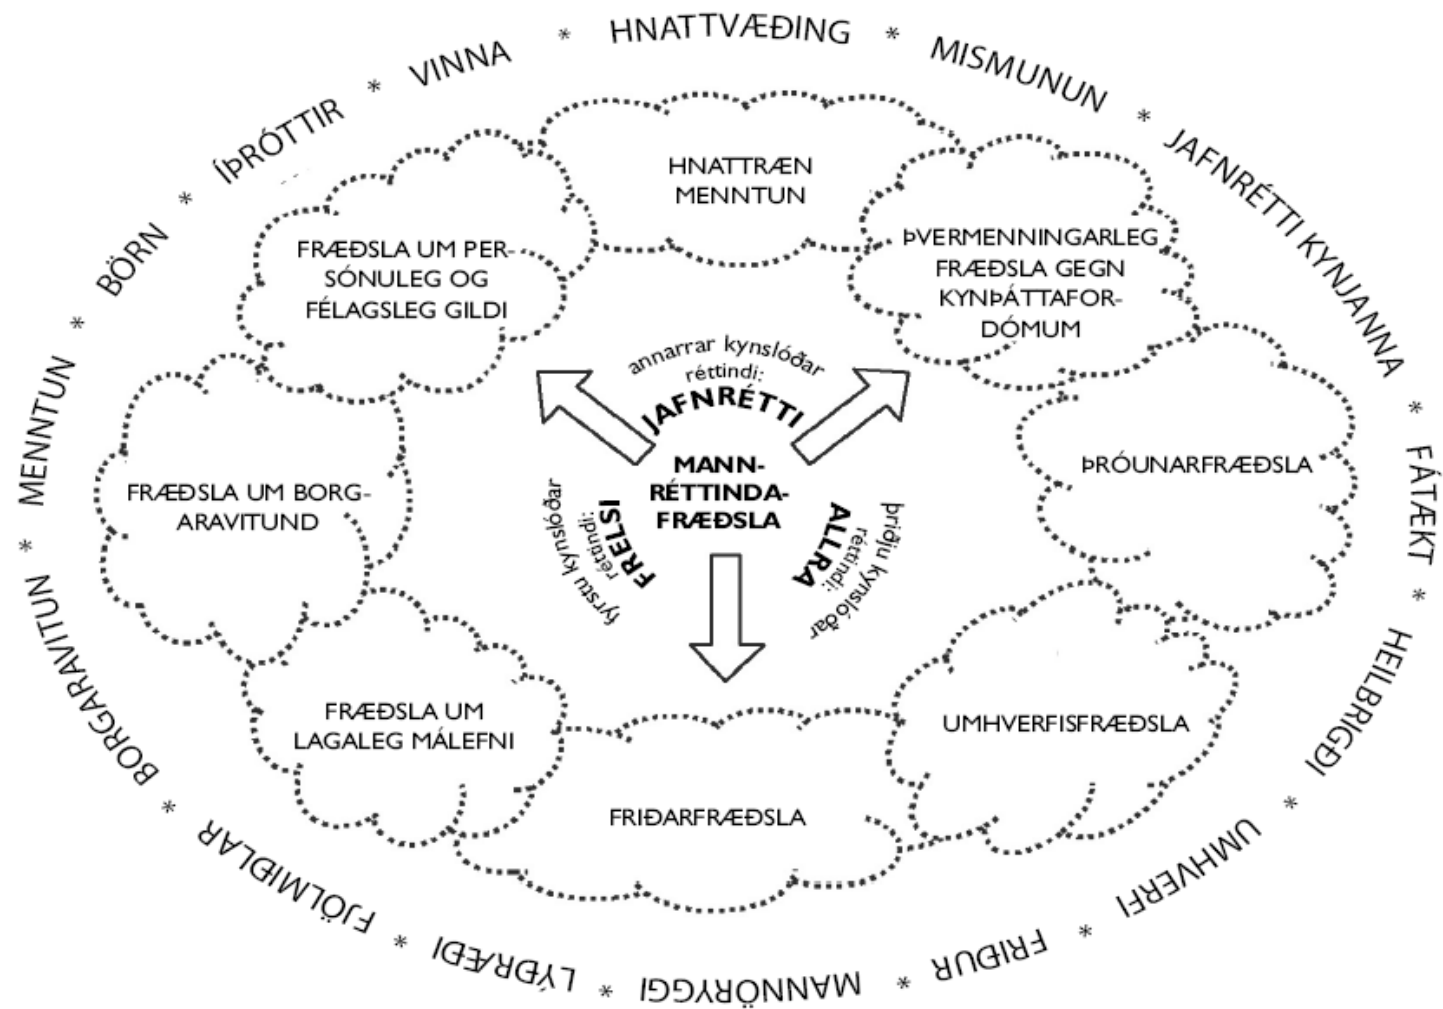 HNATTVÆÐING * MISMUNUN * JAFNRÉTTI KYNJANNA * FÁTÆKT * HEILBRIGÐI * UMHVERFI * FRIÐUR * MANNÖRYGGI * LÝÐRÆÐI * FJÖLMIÐLAR * BORGARAVITUN * MENNTUN * BÖRN * ÍÞRÓTTIR * VINNA *
HNATTRÆN
MENNTUN
ÞVERMENNINGARLEG
FRÆÐSLA GEGN
KYNÞÁTTAFOR-
DÓMUM
ÞRÓUNARFRÆÐSLA
UMHVERFISFRÆÐSLA
FRIÐARFRÆÐSLA
FRÆÐSLA UM
LAGALEG MÁLEFNI
FRÆÐSLA UM BORG-
ARAVITUND
FRÆÐSLA UM PER-
SÓNULEG OG
FÉLAGSLEG GILDI
annarrar kynslóðar
réttindi:
JAFNRÉTTI
MANN-
RÉTTINDA-
FRÆÐSLA
fyrstu kynslóðar
réttindi:
FRELSI
þriðju kynslóðar
réttindi:
ALLRA